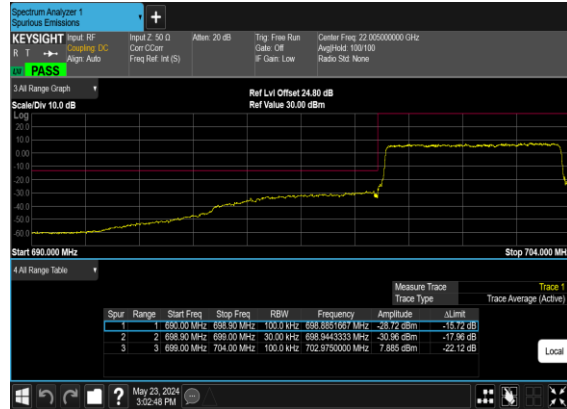 Spectrum Analyzer 1
Spurious Emissions
KEYSIGHT Input: RF Input Z: 50 Ω Atten: 20 dB Trig: Free Run Center Freq: 22.005000000 GHz
R T Coupling: DC Corr CCorr Gate: Off Avg|Hold: 100/100
Align: Auto Freq Ref: Int (S) IF Gain: Low Radio Std: None
PASS
3 All Range Graph
Ref Lvl Offset 24.80 dB
Scale/Div 10.0 dB Ref Value 30.00 dBm
Log
20.0
10.0
0.00
-10.0
-20.0
-30.0
-40.0
-50.0
-60.0
Start 690.000 MHz Stop 704.000 MH
4 All Range Table
Measure Trace Trace 1
Trace Type Trace Average (Active)
Spur Range Start Freq Stop Freq RBW Frequency Amplitude ΔLimit
1 1 690.00 MHz 698.90 MHz 100.0 kHz 698.8851667 MHz -28.72 dBm -15.72 dB
2 2 698.90 MHz 699.00 MHz 30.00 kHz 698.9443333 MHz -30.96 dBm -17.96 dB
3 3 699.00 MHz 704.00 MHz 100.0 kHz 702.9750000 MHz 7.885 dBm -22.12 dB
Local
May 23, 2024
3:02:48 PM